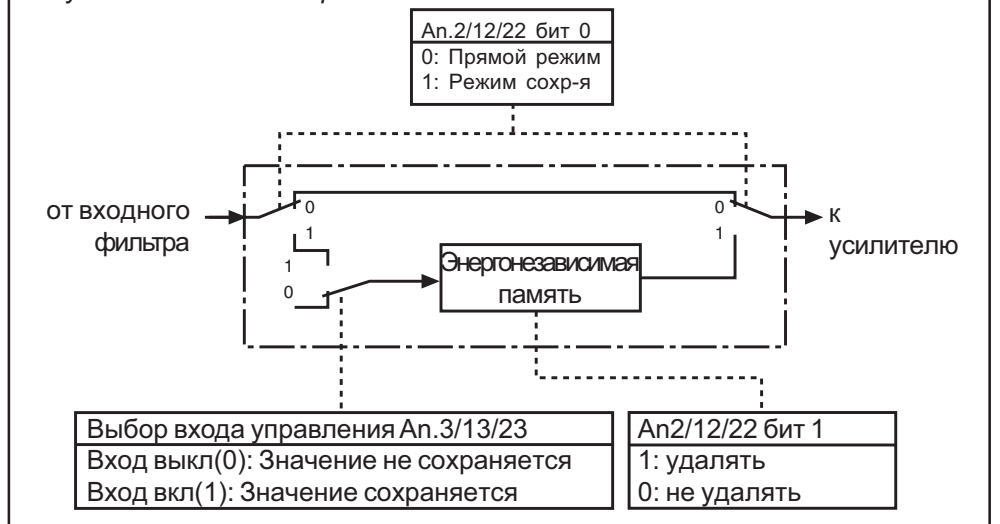 An.2/12/22 бит 0
0: Прямой режим
1: Режим сохр-я
от входного
фильтра
0
1
1
0
Энергонезависимая
память
0
1
к
усилителю
Выбор входа управления An.3/13/23
Вход выкл(0): Значение не сохраняется
Вход вкл(1): Значение сохраняется
An2/12/22 бит 1
1: удалять
0: не удалять